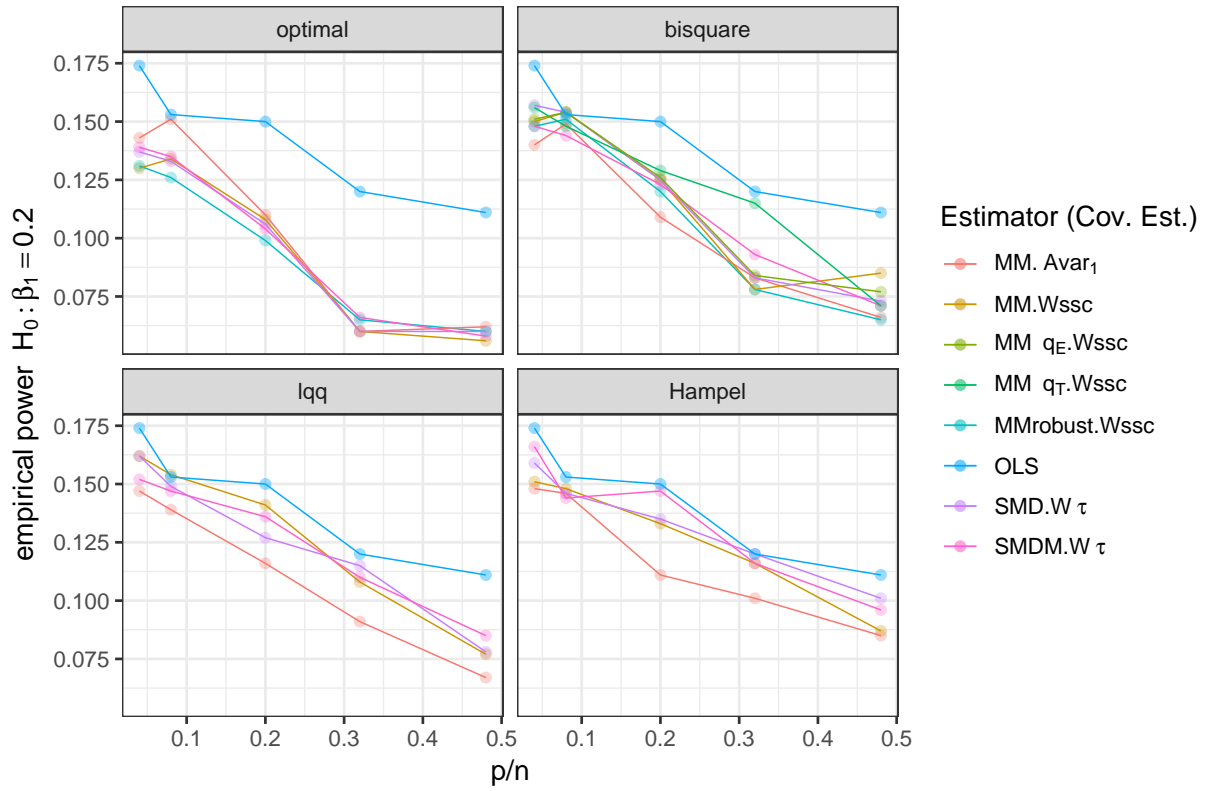 optimal
bisquare
0.175
0.150
0.125
0.100
0.075
lqq
Hampel
0.175
0.150
0.125
0.100
0.075
0.1 0.2 0.3 0.4 0.5
0.1 0.2 0.3 0.4 0.5
p/n
empirical power H₀ : β₁ = 0.2
Estimator (Cov. Est.)
MM. Avar₁
MM.Wssc
MM q_E.Wssc
MM q_T.Wssc
MMrobust.Wssc
OLS
SMD.W τ
SMDM.W τ